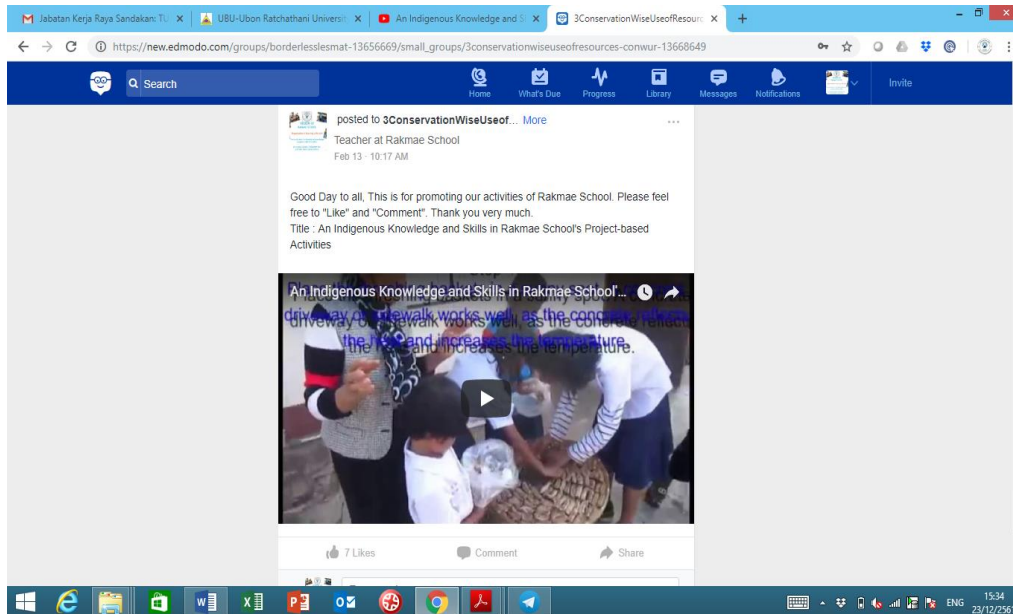 Jabatan Kerja Raya Sandakan: TU
UBU-Ubon Ratchathani Universit
An Indigenous Knowledge and S
3ConservationWiseUseofResourc
https://new.edmodo.com/groups/borderlesslesmat-13656669/small_groups/3conservationwiseuseofresources-conwur-13668649
Search
Home
What's Due
Progress
Library
Messages
Notifications
Invite
posted to 3ConservationWiseUseof... More
Teacher at Rakmae School
Feb 13 · 10:17 AM
Good Day to all, This is for promoting our activities of Rakmae School. Please feel
free to "Like" and "Comment". Thank you very much.
Title : An Indigenous Knowledge and Skills in Rakmae School's Project-based
Activities
An Indigenous Knowledge and Skills in Rakmae School'...
driveway or sidewalk works well, as the concrete reflects
the heat and increases the temperature.
7 Likes
Comment
Share
ENG
15:34
23/12/256